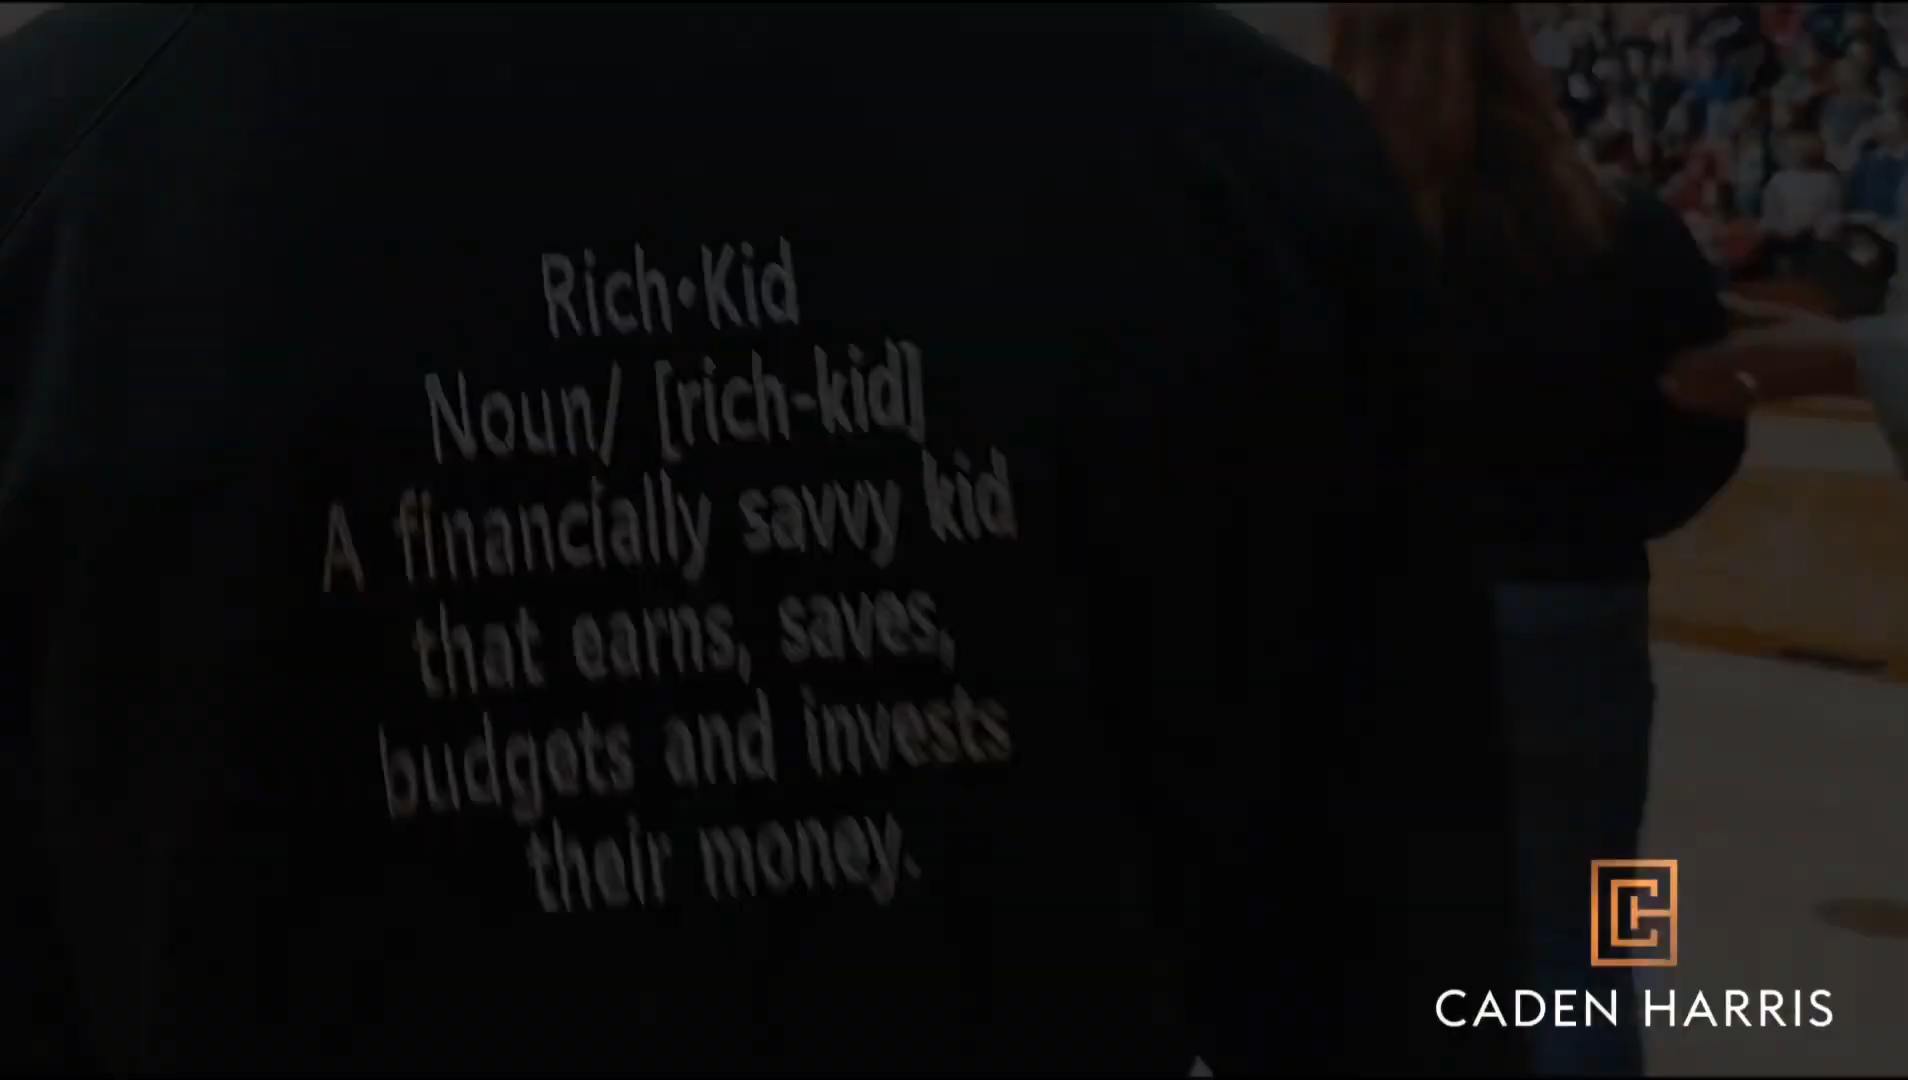 Rich•Kid
Noun/ [rich-kid]
A financially savvy kid
that earns, saves,
budgets and invests
their money.
CADEN HARRIS